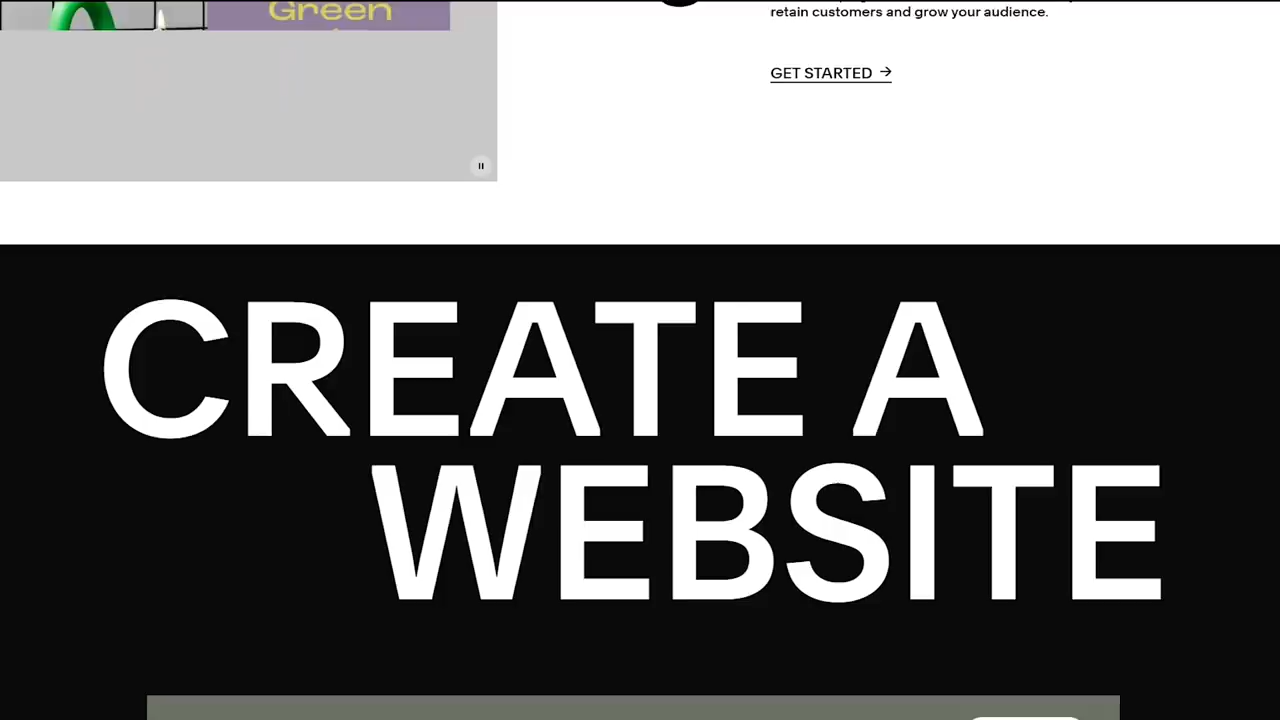 Green
retain customers and grow your audience.
GET STARTED →
CREATE A
WEBSITE